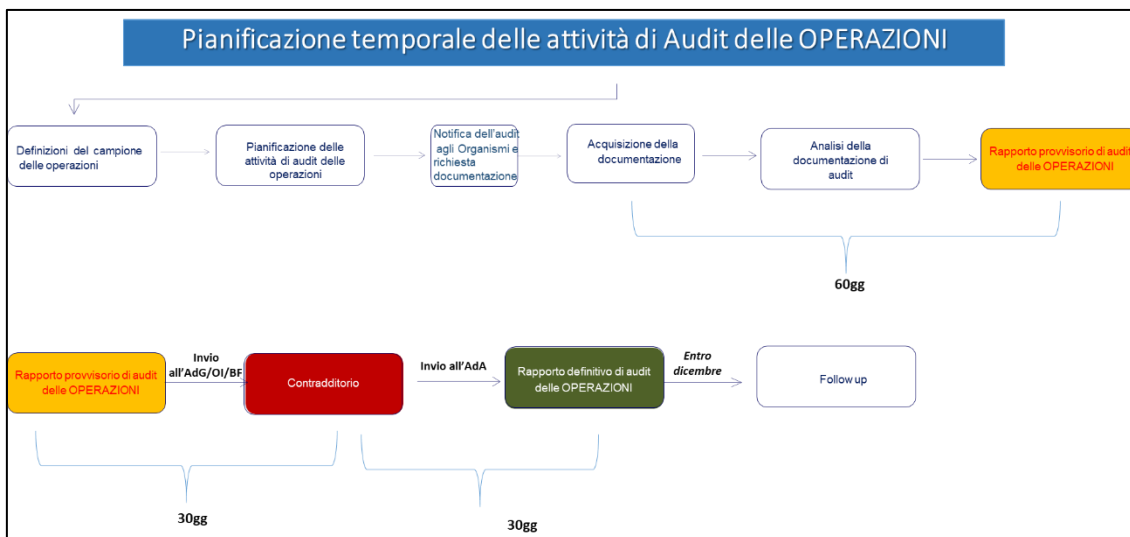 Pianificazione temporale delle attività di Audit delle OPERAZIONI
Definizioni del campione
delle operazioni
Pianificazione delle
attività di audit delle
operazioni
Notifica dell'audit
agli Organismi e
richiesta
documentazione
Acquisizione della
documentazione
Analisi della
documentazione di
audit
Rapporto provvisorio di audit
delle OPERAZIONI
60gg
Rapporto provvisorio di audit
delle OPERAZIONI
Invio
all'AdG/OI/BF
Contradditorio
Invio all'AdA
Rapporto definitivo di audit
delle OPERAZIONI
Entro
dicembre
Follow up
30gg
30gg